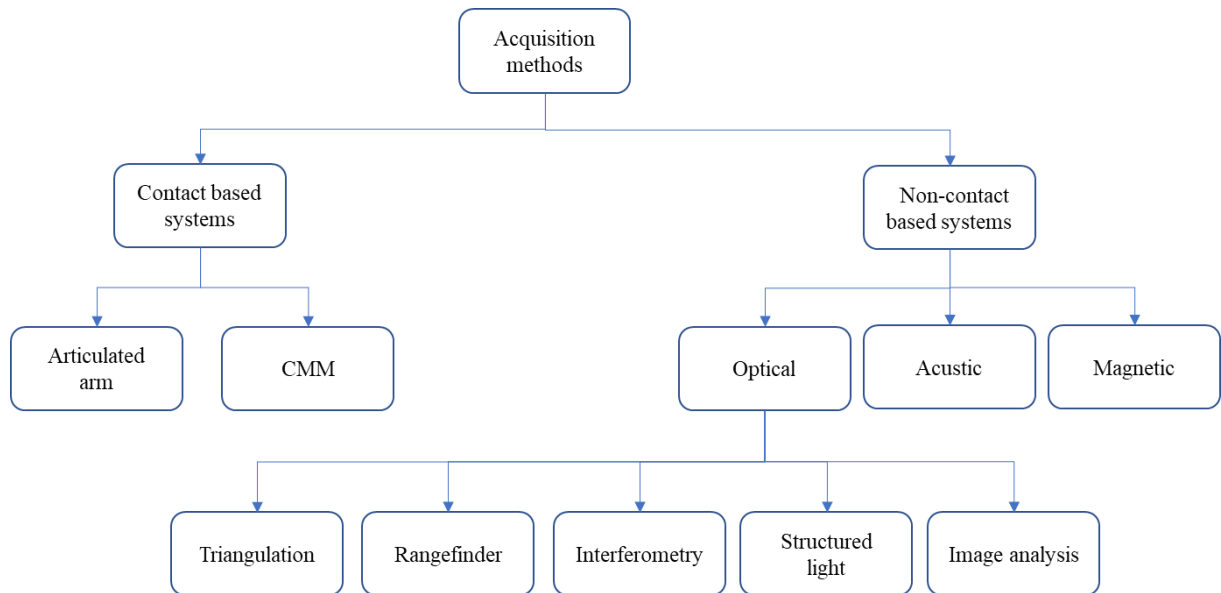 Acquisition
methods
Contact based
systems
Non-contact
based systems
Articulated
arm
CMM
Optical
Acustic
Magnetic
Triangulation
Rangefinder
Interferometry
Structured
light
Image analysis